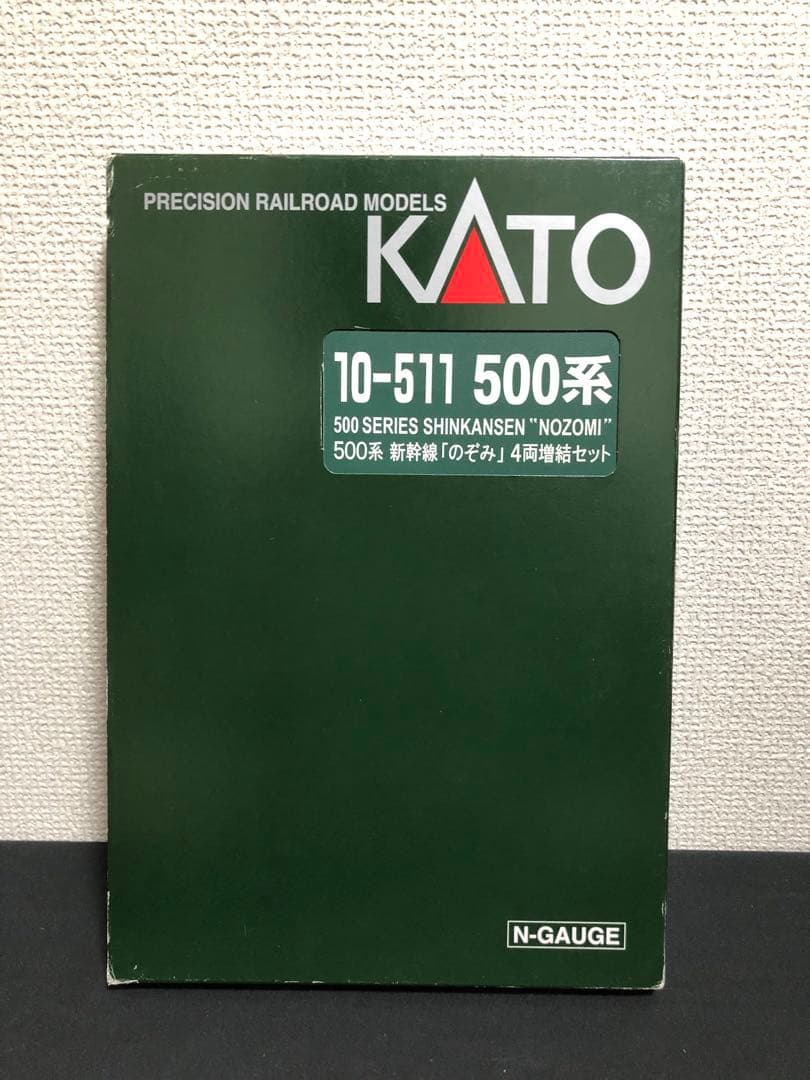 PRECISION RAILROAD MODELS
KATO
10-511 500系
500 SERIES SHINKANSEN "NOZOMI"
500系 新幹線「のぞみ」4両増結セット
N-GAUGE